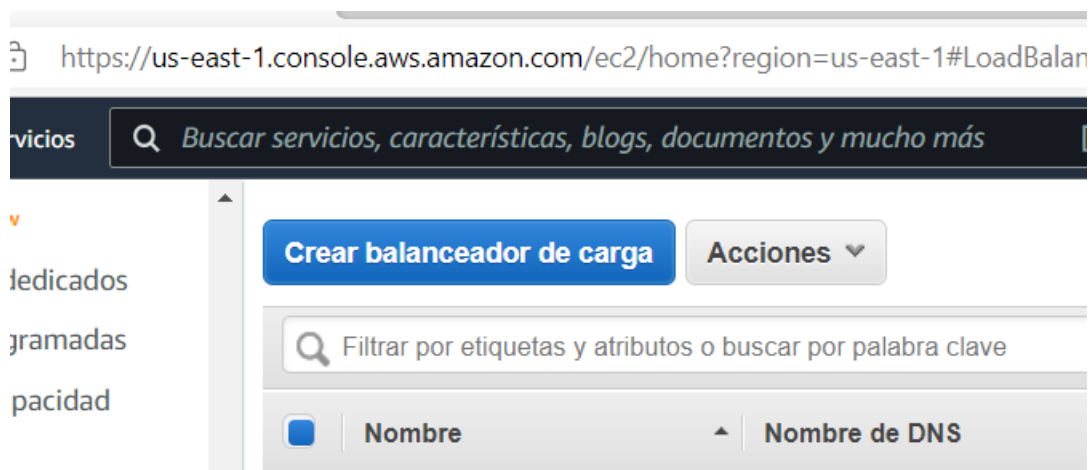 https://us-east-1.console.aws.amazon.com/ec2/home?region=us-east-1#LoadBalan
rvicios Buscar servicios, características, blogs, documentos y mucho más
Crear balanceador de carga Acciones
dedicados
gramadas
Filtrar por etiquetas y atributos o buscar por palabra clave
pacidad
Nombre Nombre de DNS